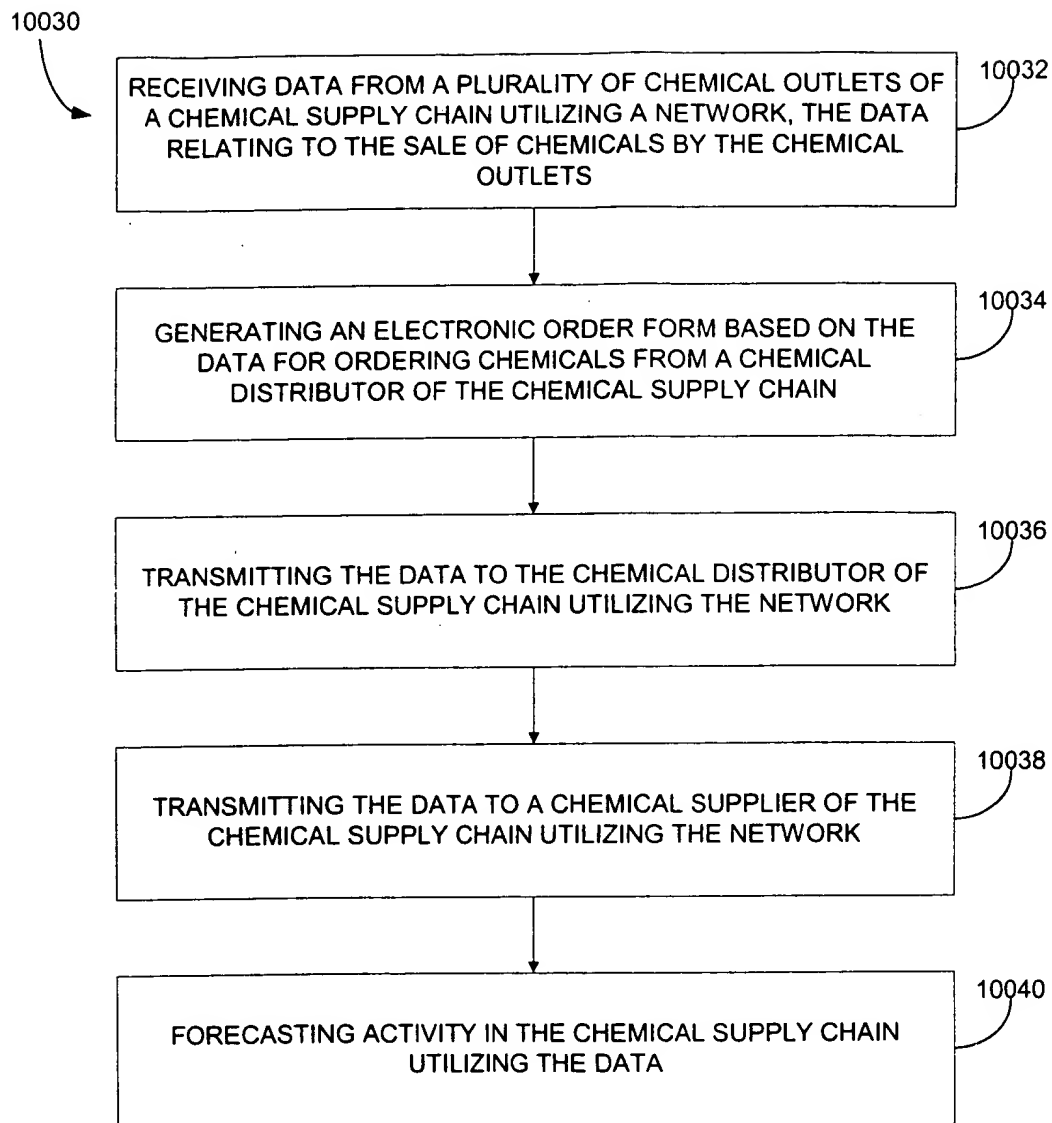 10030
10032
RECEIVING DATA FROM A PLURALITY OF CHEMICAL OUTLETS OF
A CHEMICAL SUPPLY CHAIN UTILIZING A NETWORK, THE DATA
RELATING TO THE SALE OF CHEMICALS BY THE CHEMICAL
OUTLETS
10034
GENERATING AN ELECTRONIC ORDER FORM BASED ON THE
DATA FOR ORDERING CHEMICALS FROM A CHEMICAL
DISTRIBUTOR OF THE CHEMICAL SUPPLY CHAIN
10036
TRANSMITTING THE DATA TO THE CHEMICAL DISTRIBUTOR OF
THE CHEMICAL SUPPLY CHAIN UTILIZING THE NETWORK
10038
TRANSMITTING THE DATA TO A CHEMICAL SUPPLIER OF THE
CHEMICAL SUPPLY CHAIN UTILIZING THE NETWORK
10040
FORECASTING ACTIVITY IN THE CHEMICAL SUPPLY CHAIN
UTILIZING THE DATA